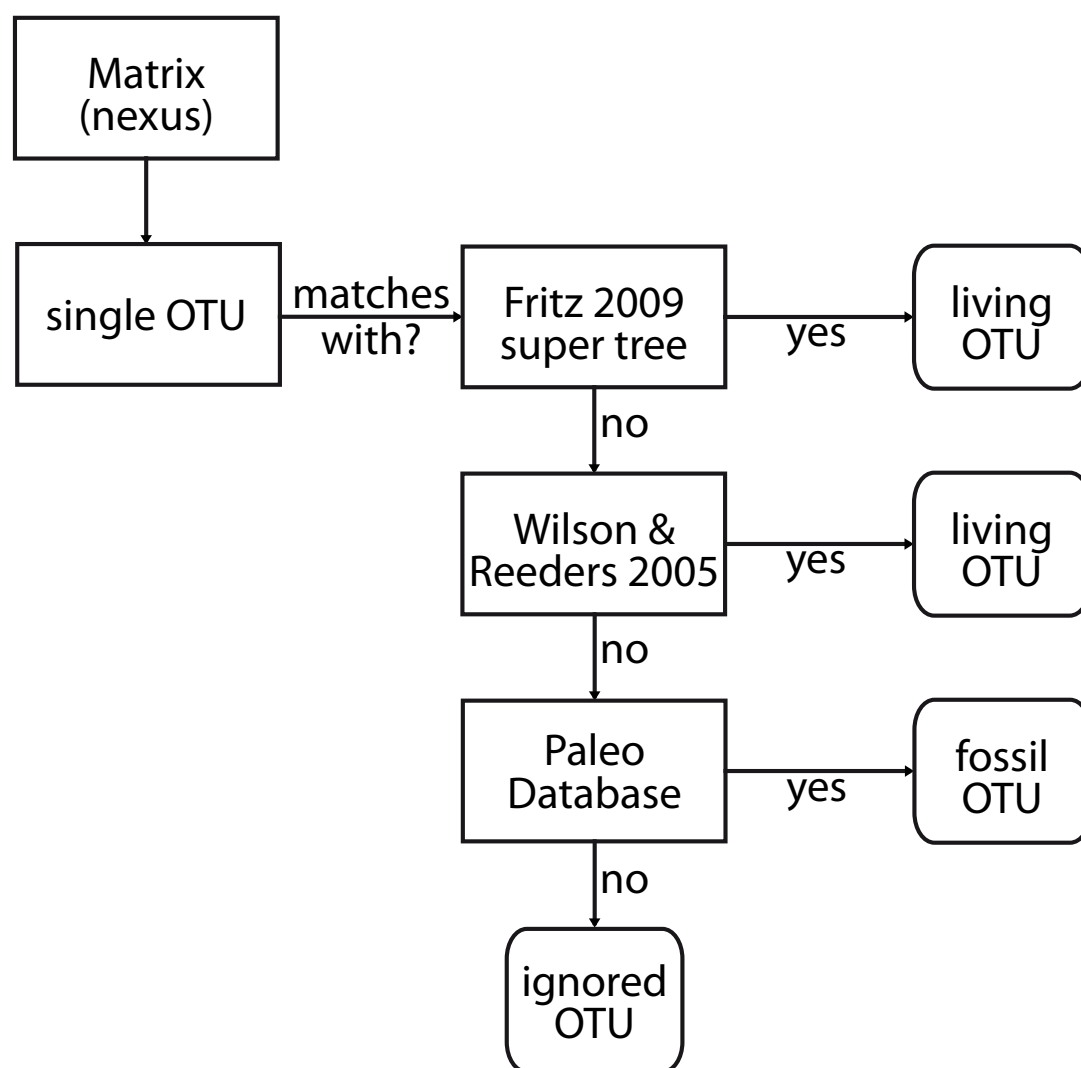 Matrix
(nexus)
single OTU
matches
with?
Fritz 2009
super tree
yes
living
OTU
no
Wilson &
Reeders 2005
yes
living
OTU
no
Paleo
Database
yes
fossil
OTU
no
ignored
OTU